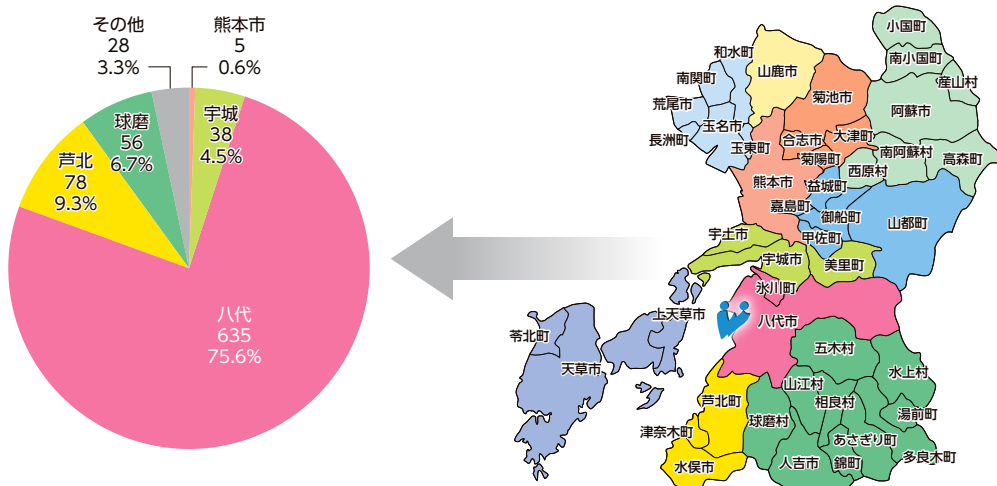 その他
28
3.3%
熊本市
5
0.6%
宇城
38
4.5%
球磨
56
6.7%
芦北
78
9.3%
八代
635
75.6%
小国町
南小国町
産山村
和水町
山鹿市
南関町
菊池市
阿蘇市
荒尾市
玉名市
長洲町
玉東町
合志市
大津町
菊陽町
南阿蘇村
高森町
西原村
熊本市
益城町
嘉島町
御船町
山都町
甲佐町
宇土市
宇城市
美里町
氷川町
上天草市
八代市
苓北町
天草市
五木村
水上村
山江村
芦北町
相良村
湯前町
球磨村
津奈木町
あさぎり町
多良木町
水俣市
人吉市
錦町